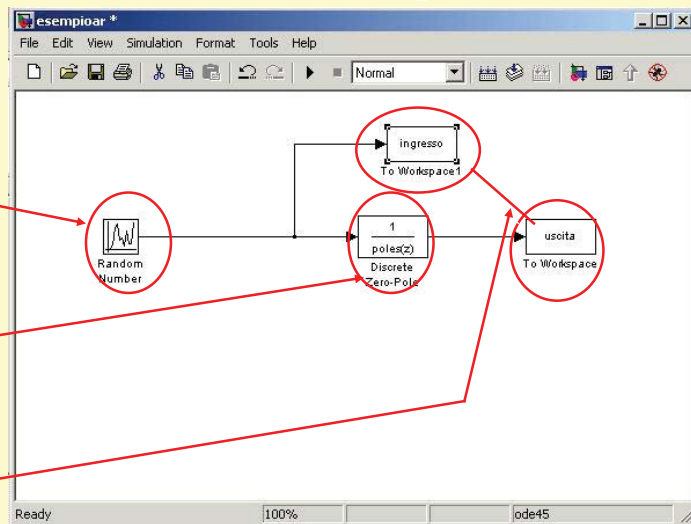 esempioar *
File Edit View Simulation Format Tools Help
Normal
ingresso
To Workspace1
1
poles(z)
Discrete
Zero-Pole
uscita
To Workspace
Random
Number
Ready 100% ode45